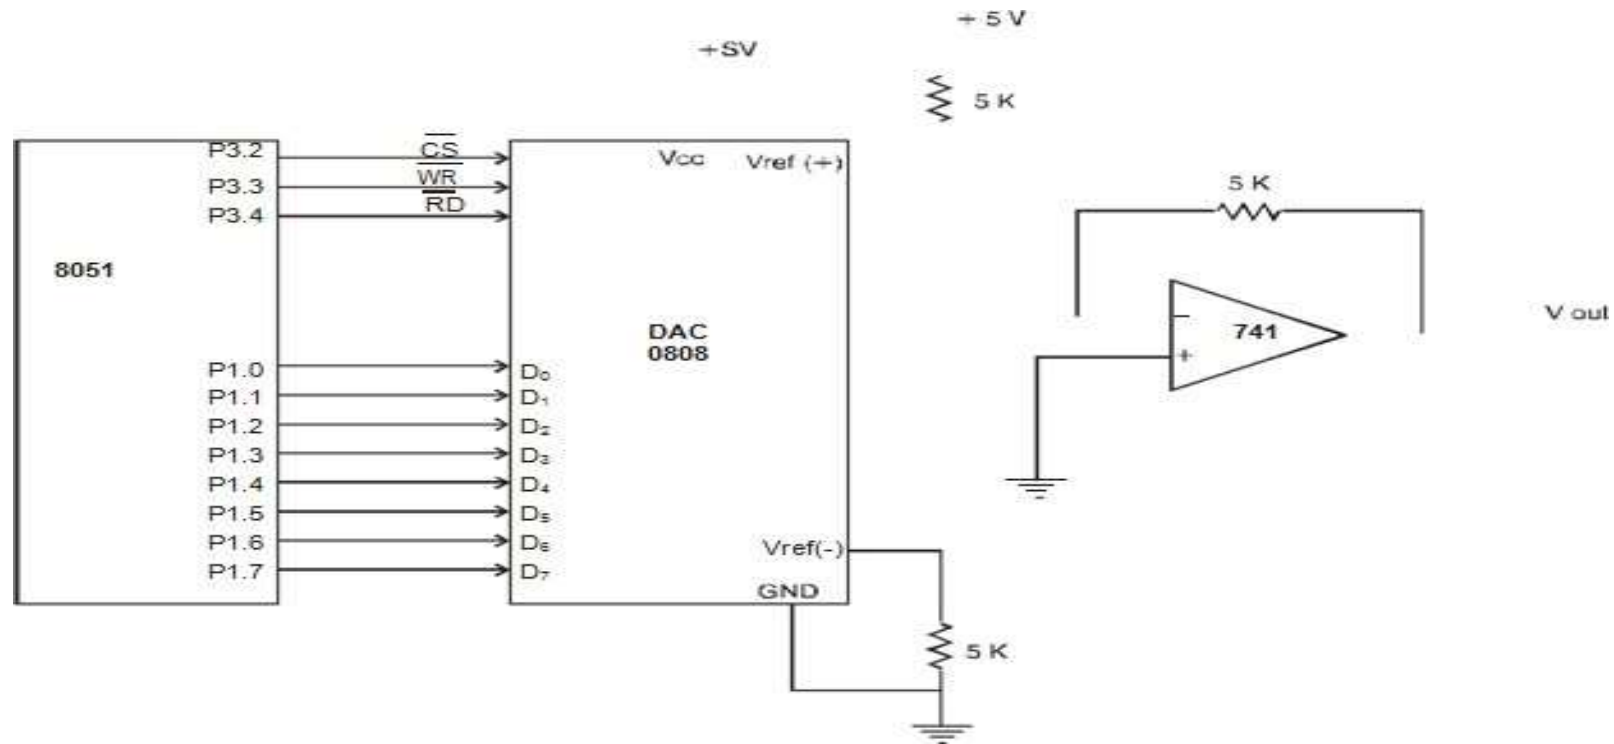 + 5 V
+SV
5 K
P3.2
P3.3
P3.4
CS
WR
RD
Vcc
Vref (+)
5 K
8051
DAC
0808
741
−
+
V out
P1.0
P1.1
P1.2
P1.3
P1.4
P1.5
P1.6
P1.7
D₀
D₁
D₂
D₃
D₄
D₅
D₆
D₇
Vref(-)
GND
5 K